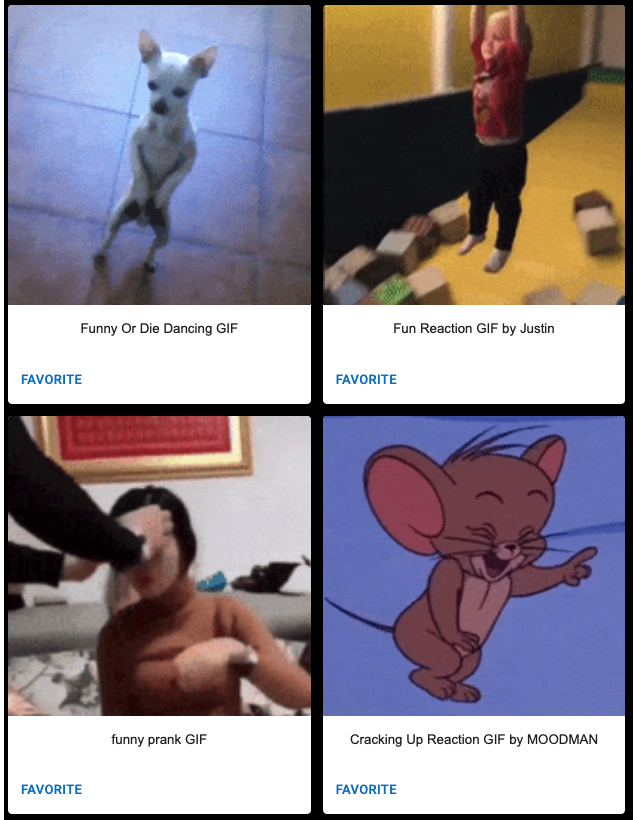 Funny Or Die Dancing GIF
Fun Reaction GIF by Justin
FAVORITE
FAVORITE
funny prank GIF
Cracking Up Reaction GIF by MOODMAN
FAVORITE
FAVORITE